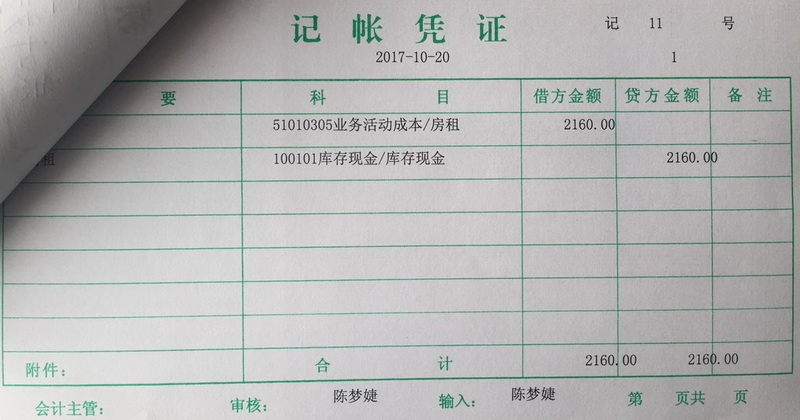 记帐凭证
记 11 号
2017-10-20 1
要 科目 借方金额 贷方金额 备注
51010305业务活动成本/房租 2160.00
租 100101库存现金/库存现金 2160.00
附件: 合计 2160.00 2160.00
会计主管: 审核: 陈梦婕 输入: 陈梦婕 第 页共 页